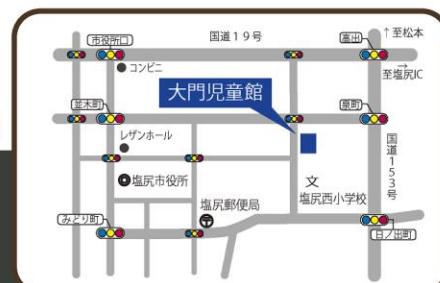 国道19号
市役所口
高出
↑至松本
コンビニ
→
至塩尻IC
大門児童館
並木町
泉町
レザンホール
国道153号
塩尻市役所
文
塩尻西小学校
塩尻郵便局
みどり町
日ノ出町